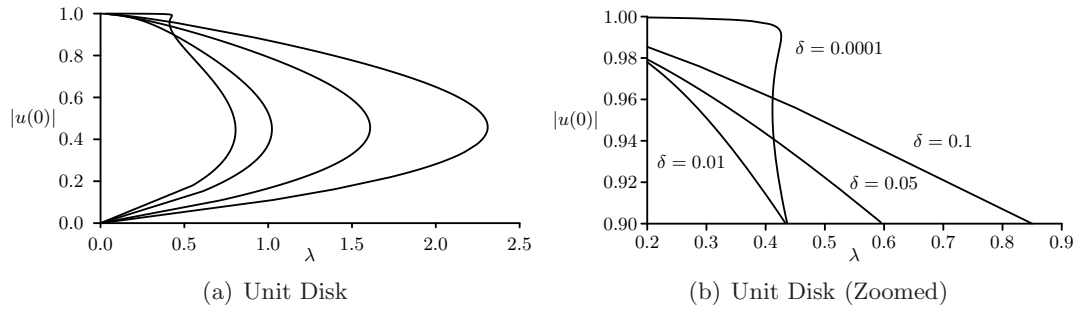 1.0
0.8
0.6
|u(0)|
0.4
0.2
0.0
0.0 0.5 1.0 1.5 2.0 2.5
λ
(a) Unit Disk
1.00
δ = 0.0001
0.98
0.96
|u(0)|
0.94
δ = 0.1
δ = 0.01
0.92
δ = 0.05
0.90
0.2 0.3 0.4 0.5 0.6 0.7 0.8 0.9
λ
(b) Unit Disk (Zoomed)